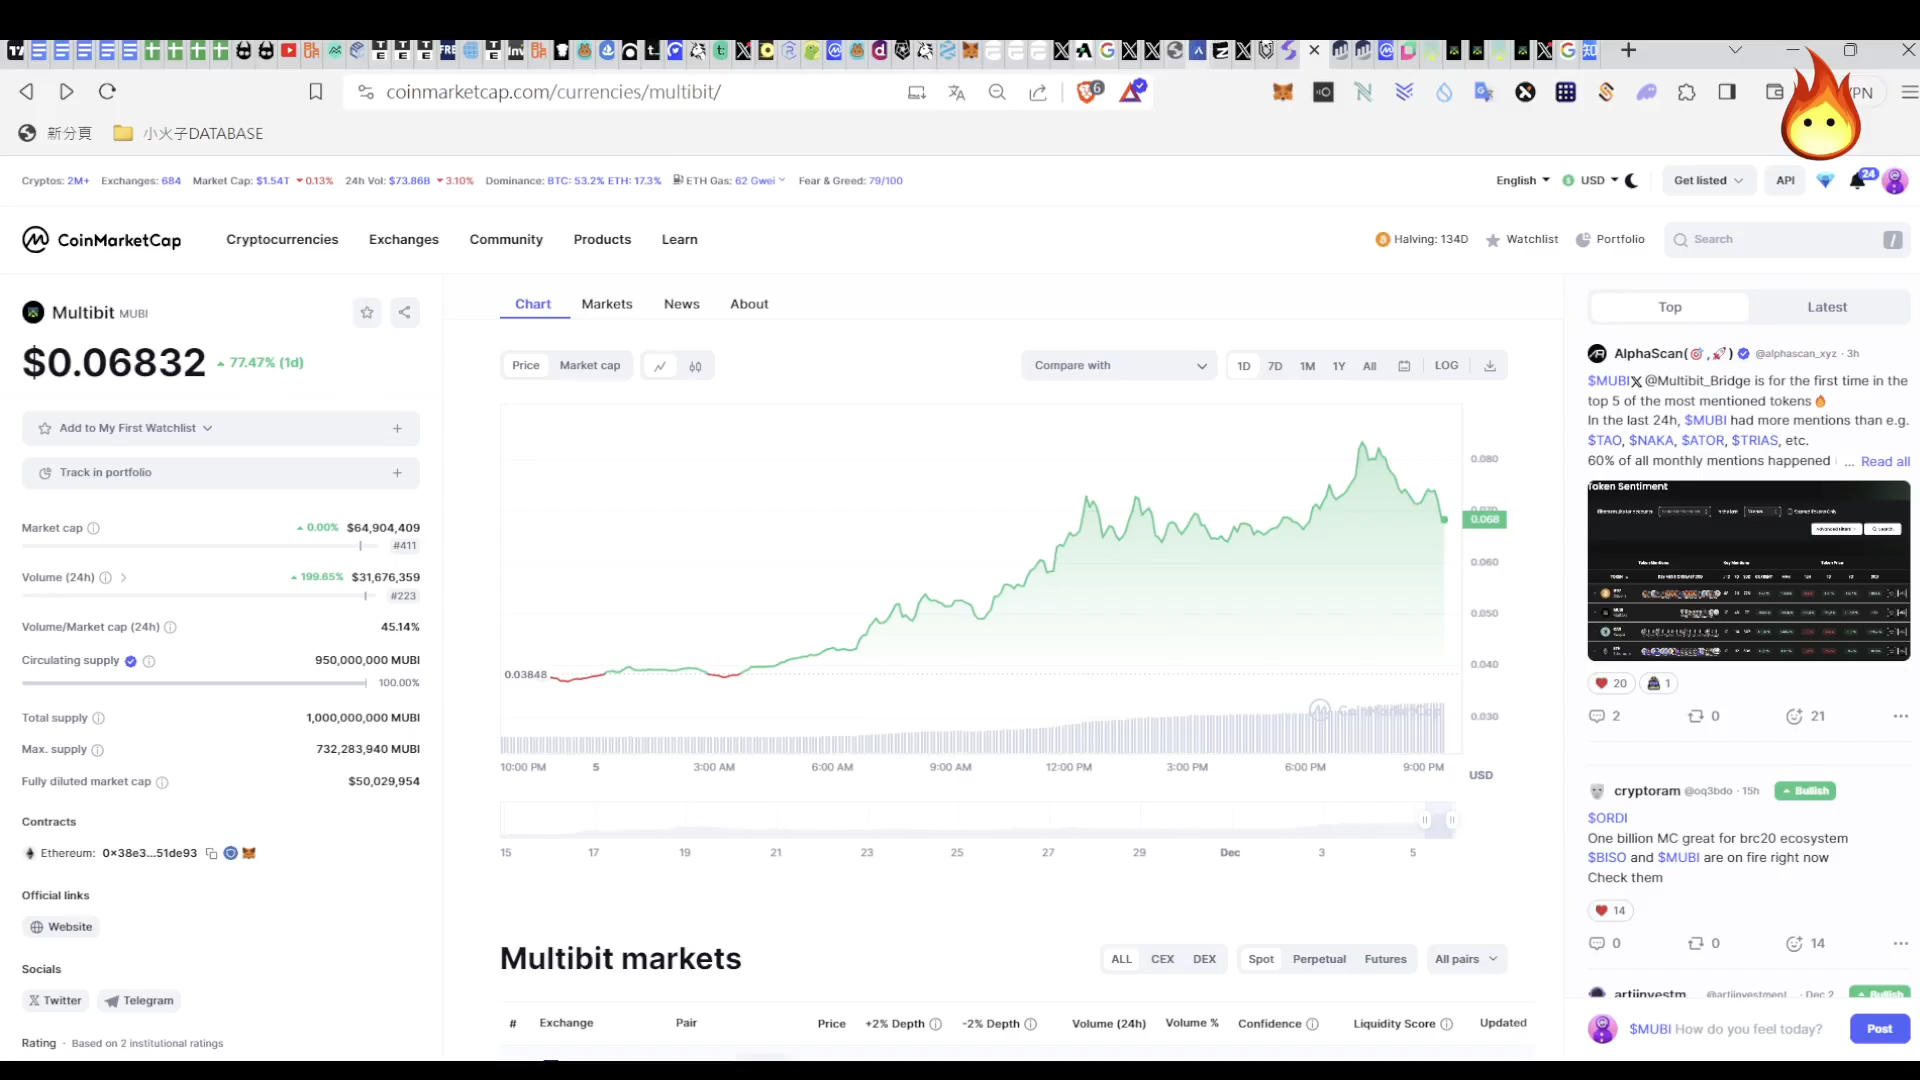 coinmarketcap.com/currencies/multibit/
6
VPN
新分頁
小火子DATABASE
Cryptos: 2M+ Exchanges: 684 Market Cap: $1.54T 0.13% 24h Vol: $73.86B 3.10% Dominance: BTC: 53.2% ETH: 17.3% ETH Gas: 62 Gwei Fear & Greed: 79/100
English USD Get listed API 24
CoinMarketCap
Cryptocurrencies Exchanges Community Products Learn
Halving: 134D Watchlist Portfolio Search /
Multibit MUBI
$0.06832 77.47% (1d)
Add to My First Watchlist +
Track in portfolio +
Market cap 0.00% $64,904,409
#411
Volume (24h) 199.65% $31,676,359
#223
Volume/Market cap (24h) 45.14%
Circulating supply 950,000,000 MUBI
100.00%
Total supply 1,000,000,000 MUBI
Max. supply 732,283,940 MUBI
Fully diluted market cap $50,029,954
Contracts
Ethereum: 0x38e3...51de93
Official links
Website
Socials
Twitter Telegram
Rating · Based on 2 institutional ratings
Chart Markets News About
Price Market cap
Compare with
1D 7D 1M 1Y All LOG
0.080
0.070
0.068
0.060
0.050
0.040
0.030
0.03848
CoinMarketCap
10:00 PM 5 3:00 AM 6:00 AM 9:00 AM 12:00 PM 3:00 PM 6:00 PM 9:00 PM USD
15 17 19 21 23 25 27 29 Dec 3 5
Multibit markets
ALL CEX DEX Spot Perpetual Futures All pairs
# Exchange Pair Price +2% Depth -2% Depth Volume (24h) Volume % Confidence Liquidity Score Updated
Top Latest
AlphaScan( , ) @alphascan_xyz · 3h
$MUBI @Multibit_Bridge is for the first time in the
top 5 of the most mentioned tokens
In the last 24h, $MUBI had more mentions than e.g.
$TAO, $NAKA, $ATOR, $TRIAS, etc.
60% of all monthly mentions happened ... Read all
Token Sentiment
20 1
2 0 21 ...
cryptoram @oq3bdo · 15h Bullish
$ORDI
One billion MC great for brc20 ecosystem
$BISO and $MUBI are on fire right now
Check them
14
0 0 14 ...
artiinvestm @artiinvestment · Dec 2 Bullish
$MUBI How do you feel today? Post